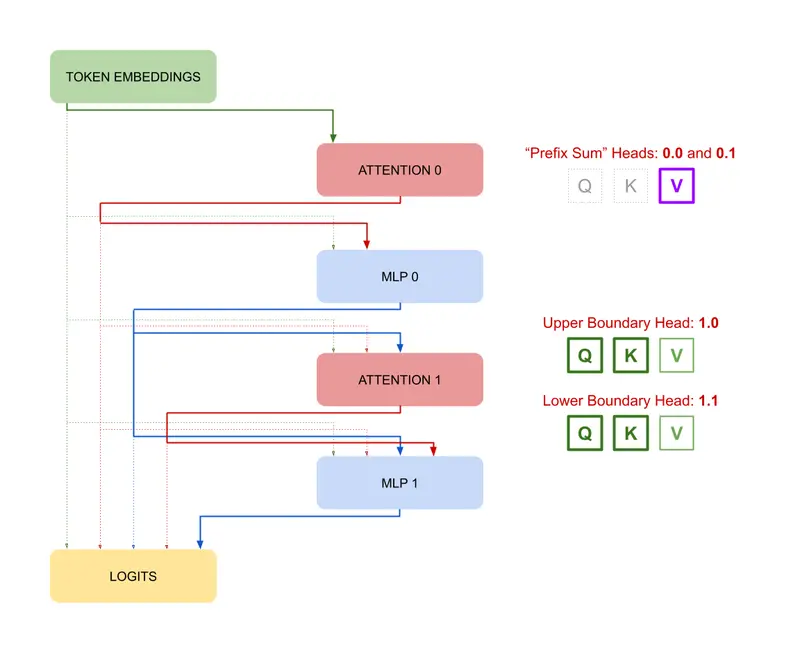 TOKEN EMBEDDINGS
ATTENTION 0
“Prefix Sum” Heads: 0.0 and 0.1
Q K V
MLP 0
Upper Boundary Head: 1.0
Q K V
ATTENTION 1
Lower Boundary Head: 1.1
Q K V
MLP 1
LOGITS